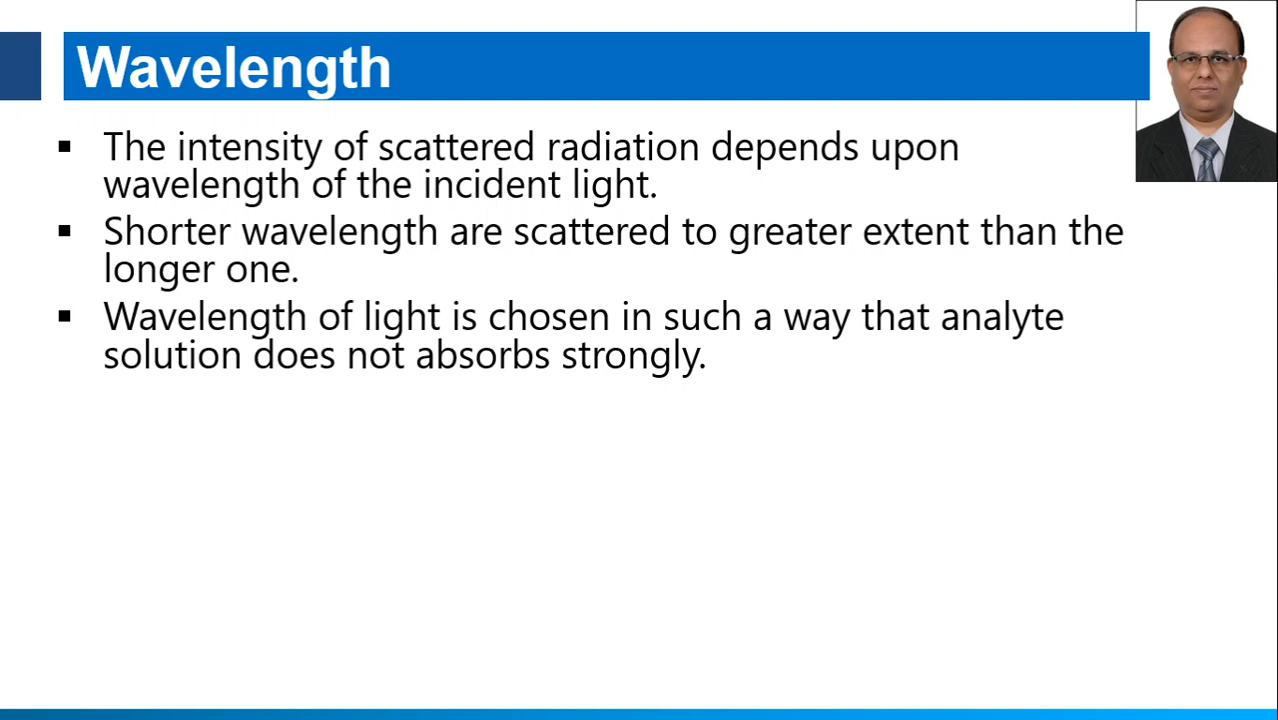 Wavelength
▪ The intensity of scattered radiation depends upon
wavelength of the incident light.
▪ Shorter wavelength are scattered to greater extent than the
longer one.
▪ Wavelength of light is chosen in such a way that analyte
solution does not absorbs strongly.